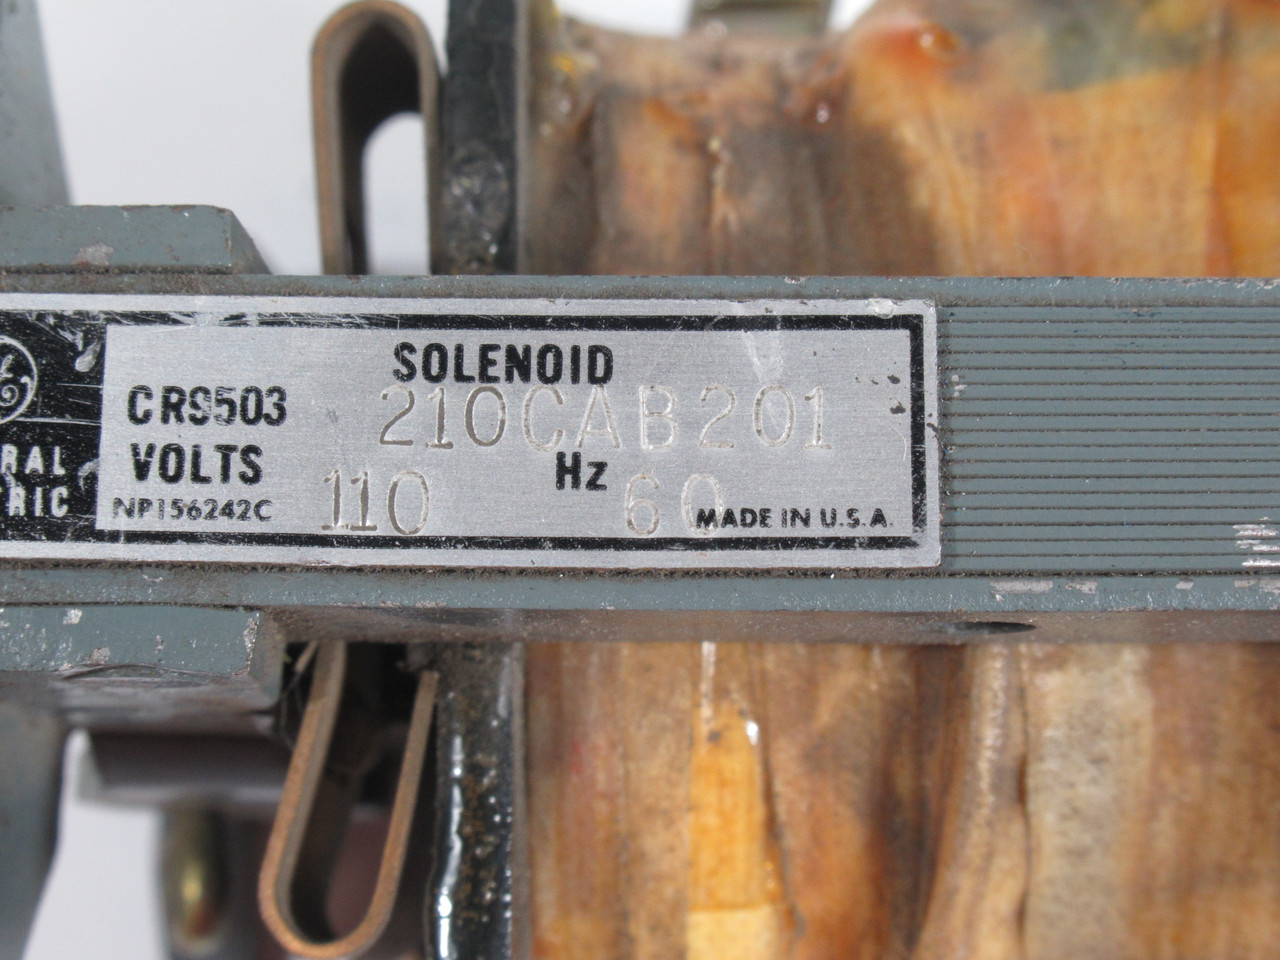 SOLENOID
CR9503 210CAB201
VOLTS 110 Hz 60
NP156242C MADE IN U.S.A.
RAL
RIC